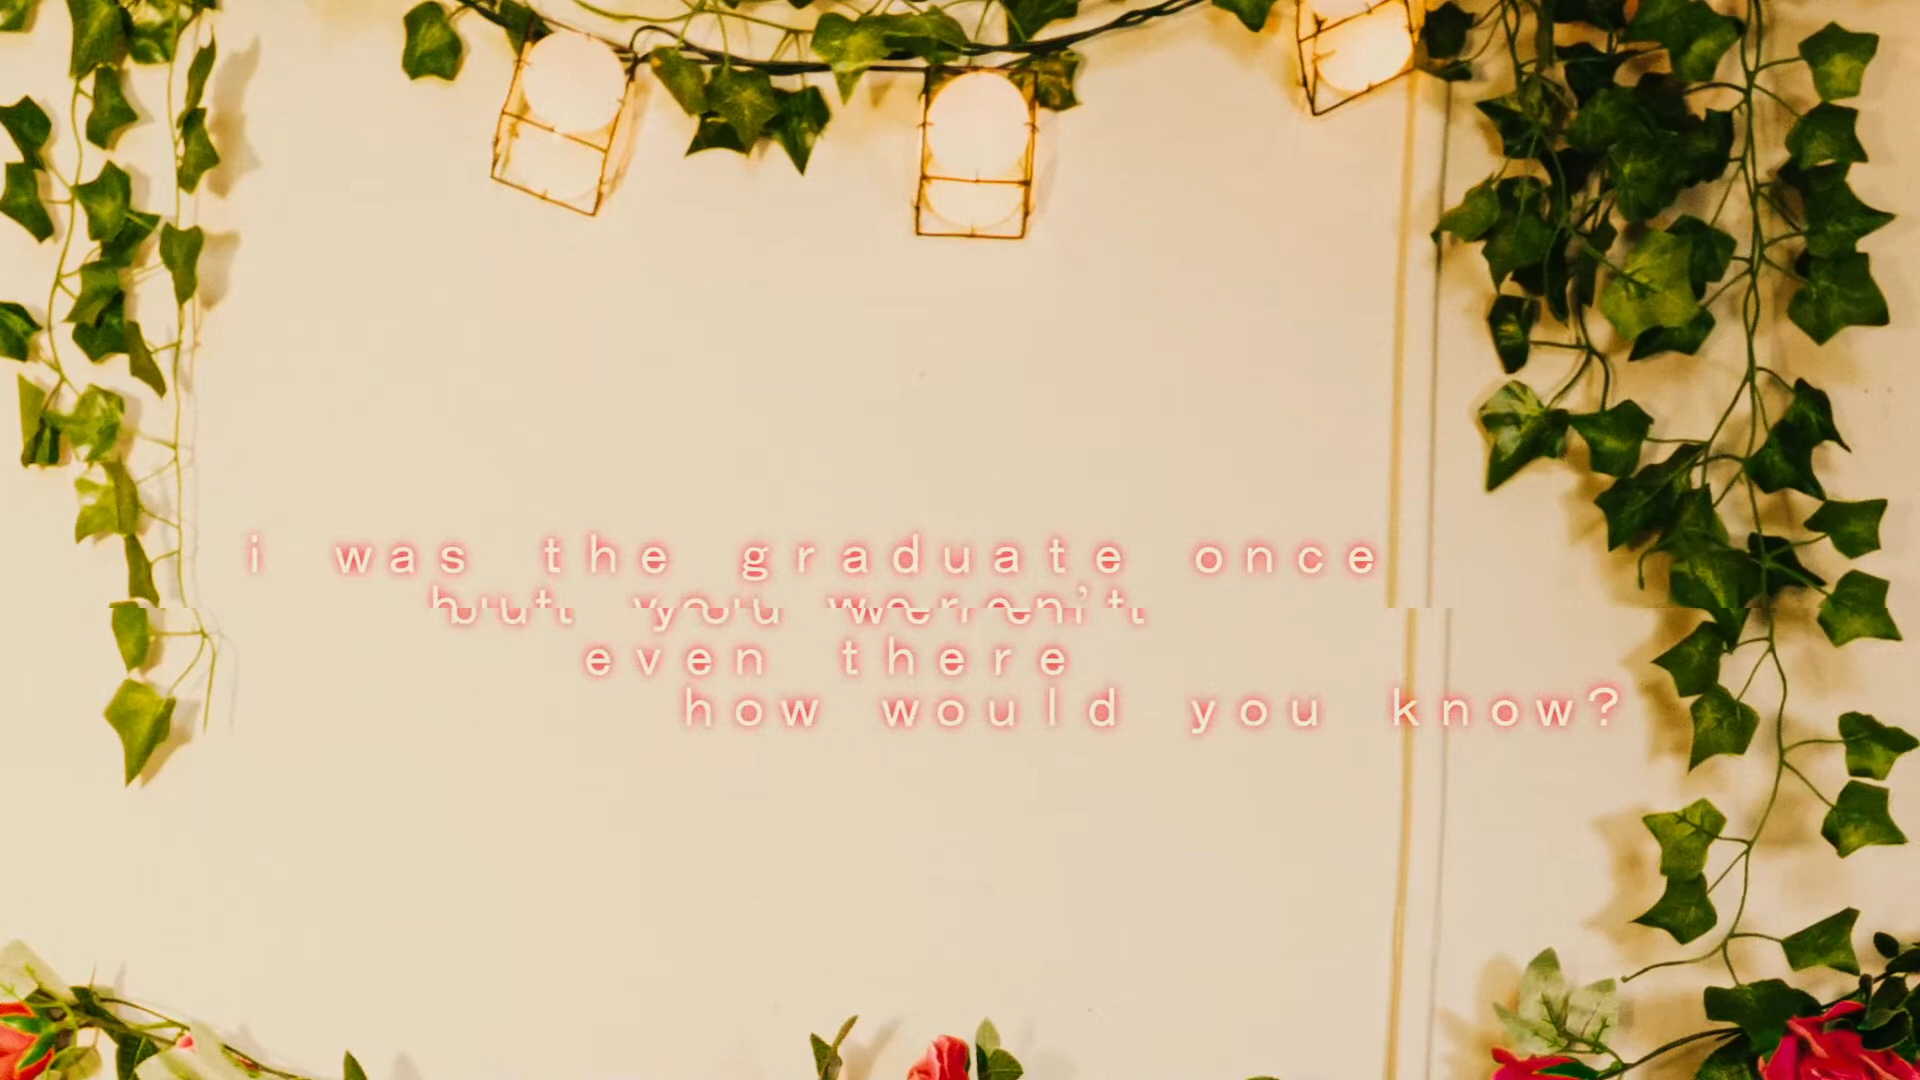 i was the graduate once
but you weren't
even there
how would you know?